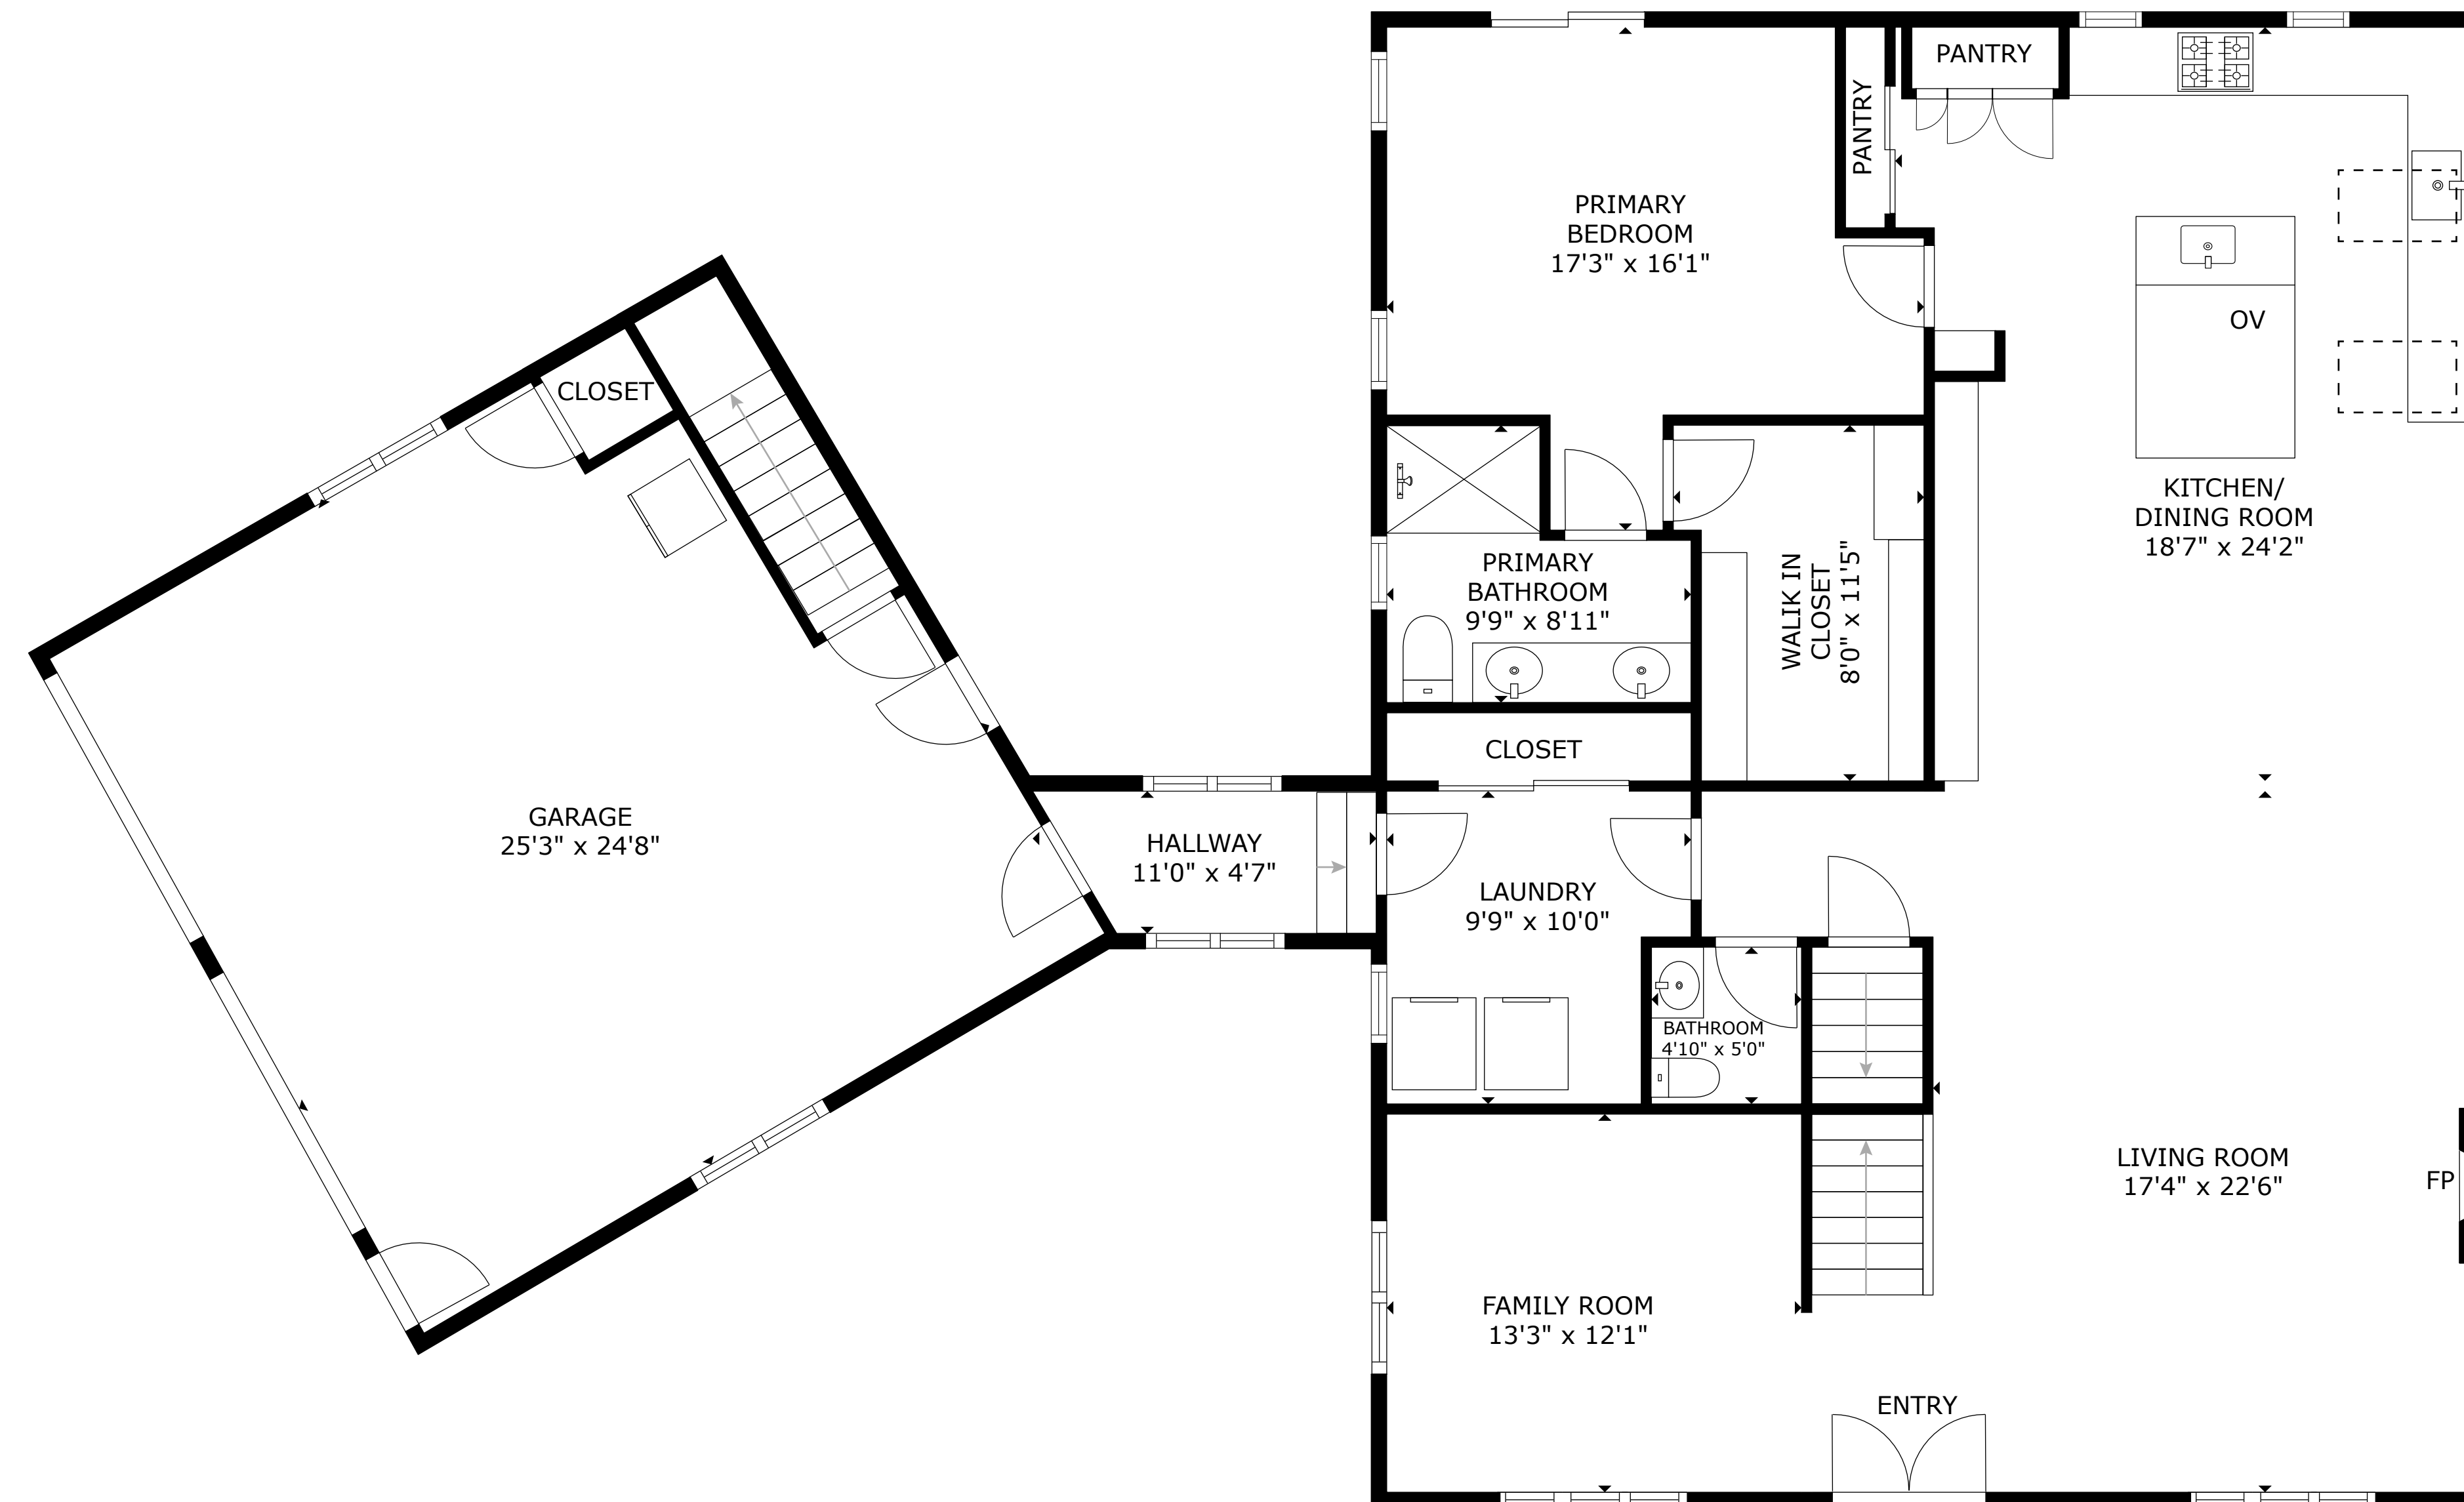 PANTRY
PANTRY
PRIMARY
BEDROOM
17'3" x 16'1"
OV
CLOSET
KITCHEN/
DINING ROOM
18'7" x 24'2"
PRIMARY
BATHROOM
9'9" x 8'11"
WALIK IN
CLOSET
8'0" x 11'5"
CLOSET
GARAGE
25'3" x 24'8"
HALLWAY
11'0" x 4'7"
LAUNDRY
9'9" x 10'0"
BATHROOM
4'10" x 5'0"
LIVING ROOM
17'4" x 22'6"
FP
FAMILY ROOM
13'3" x 12'1"
ENTRY